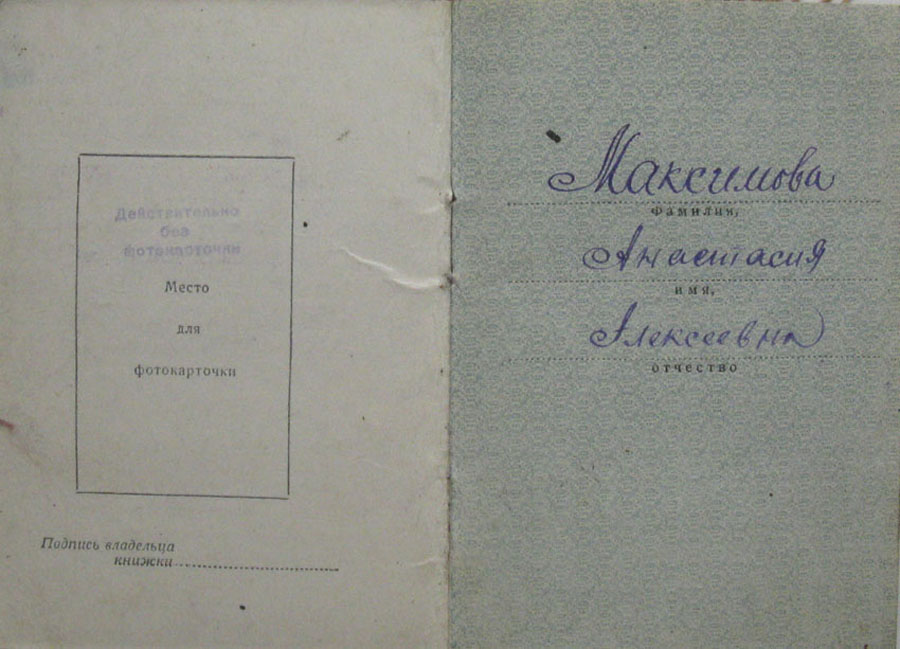 Действительно
без
фотокарточки
Место
для
фотокарточки
Подпись владельца
книжки
Максимова
Фамилия,
Анастасия
имя,
Алексеевна
отчество